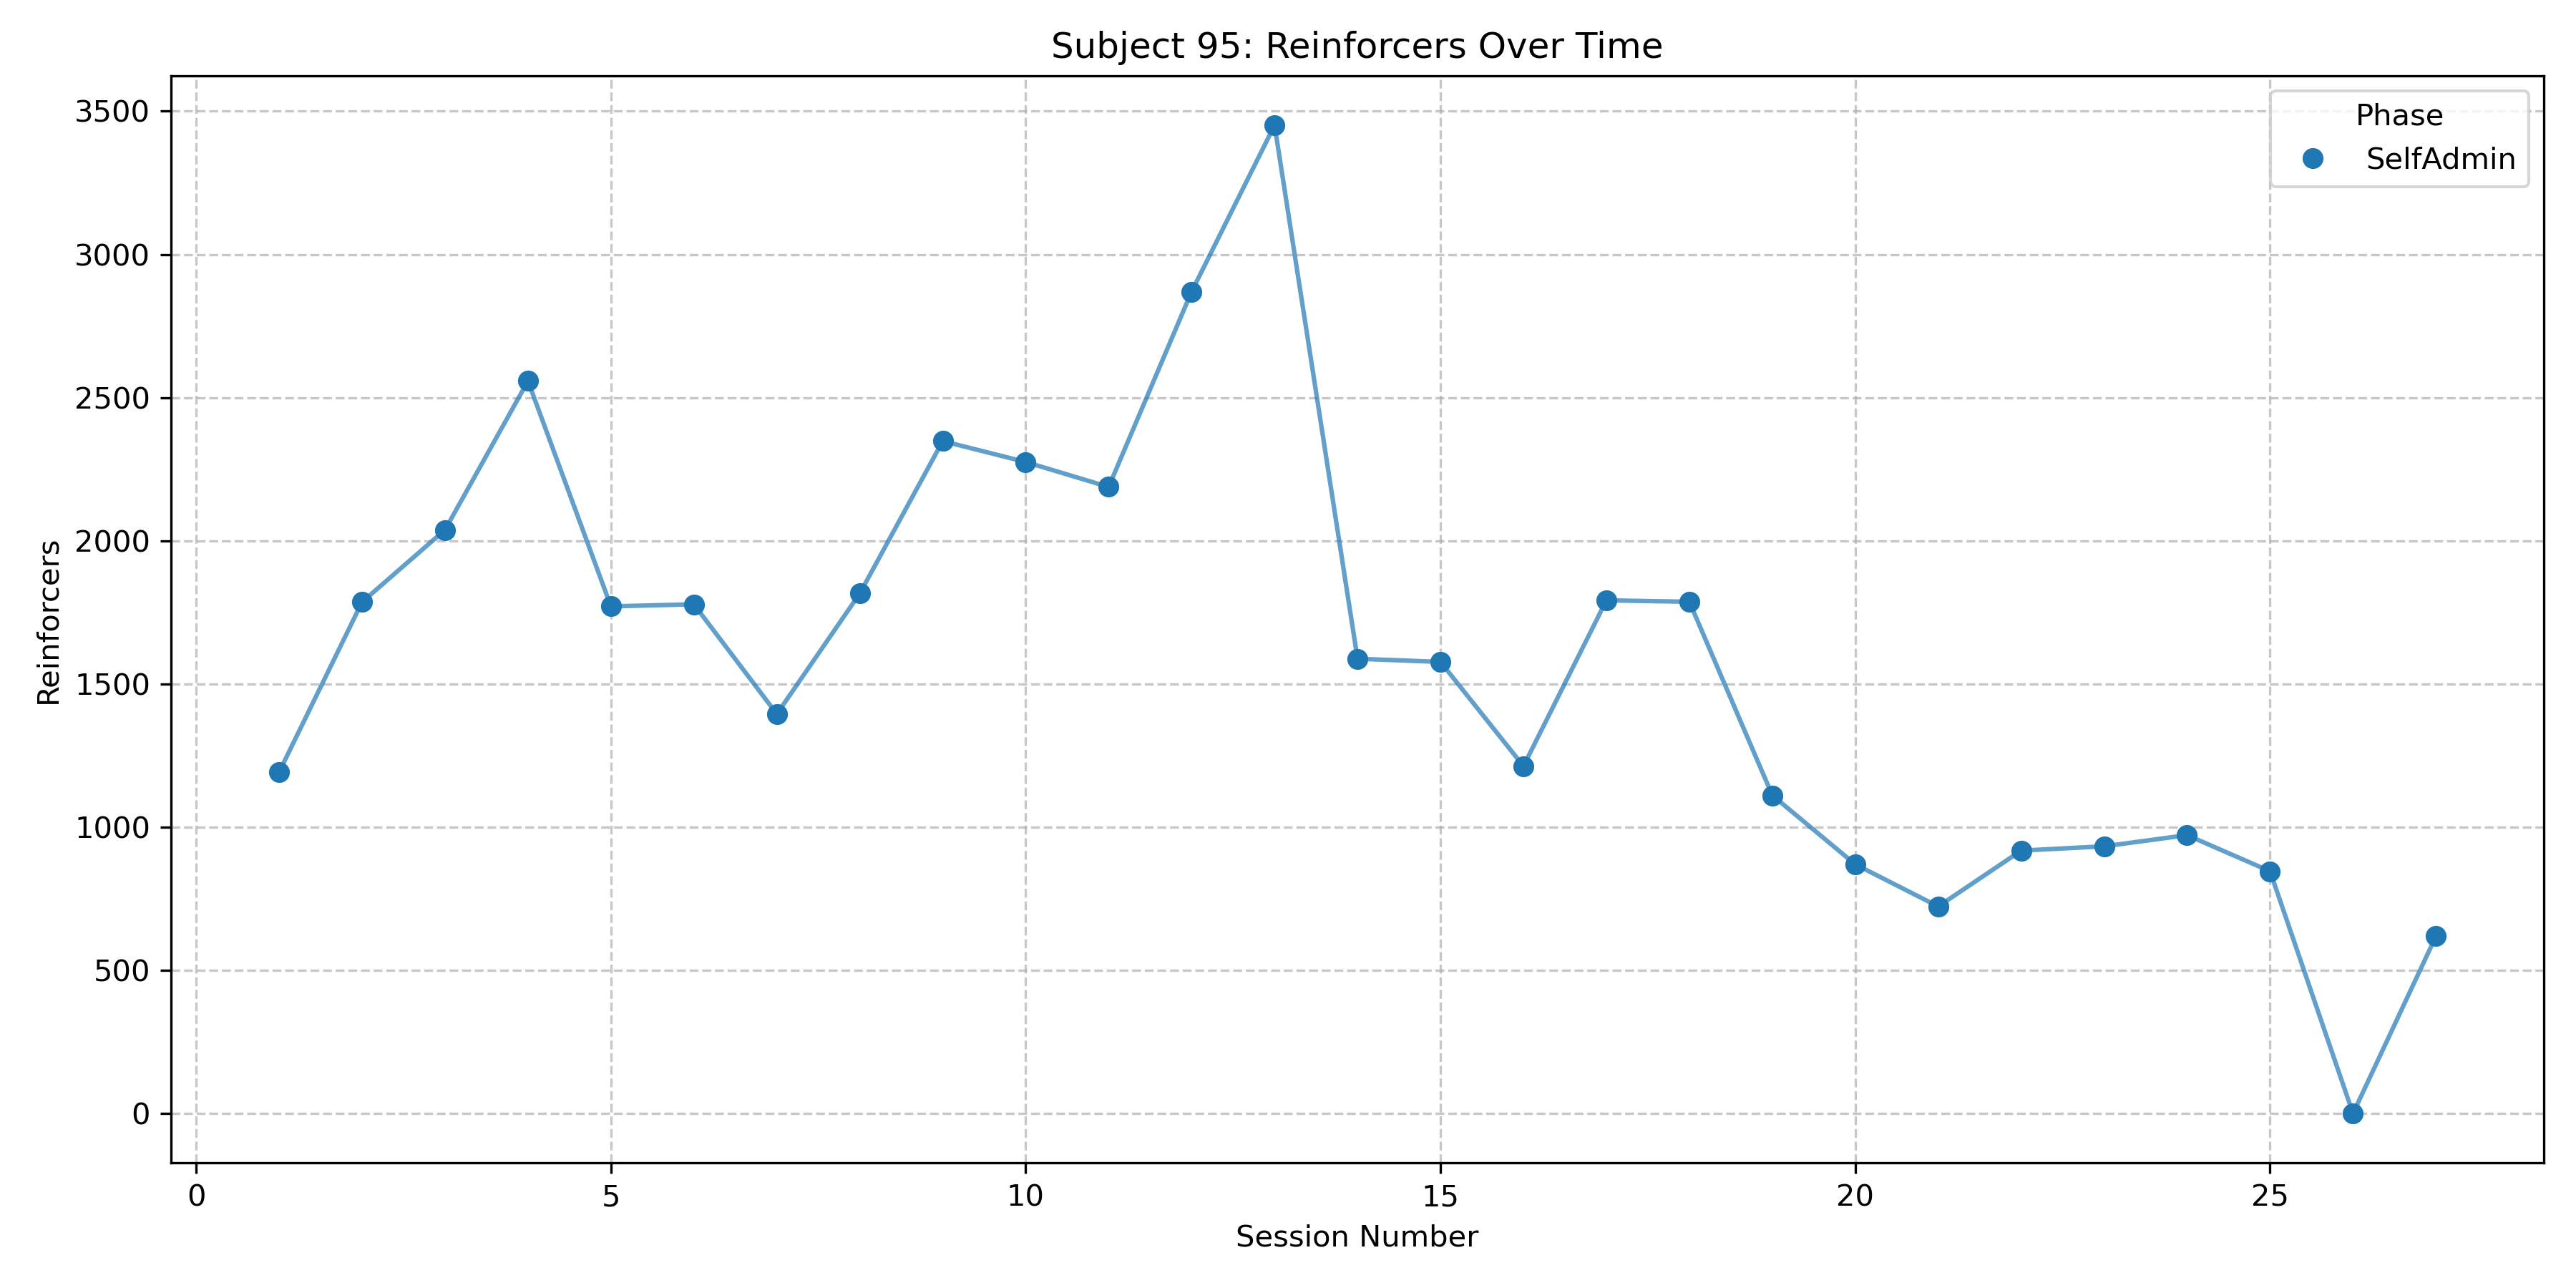 Subject 95: Reinforcers Over Time
Phase
SelfAdmin
Reinforcers
3500
3000
2500
2000
1500
1000
500
0
0 5 10 15 20 25
Session Number